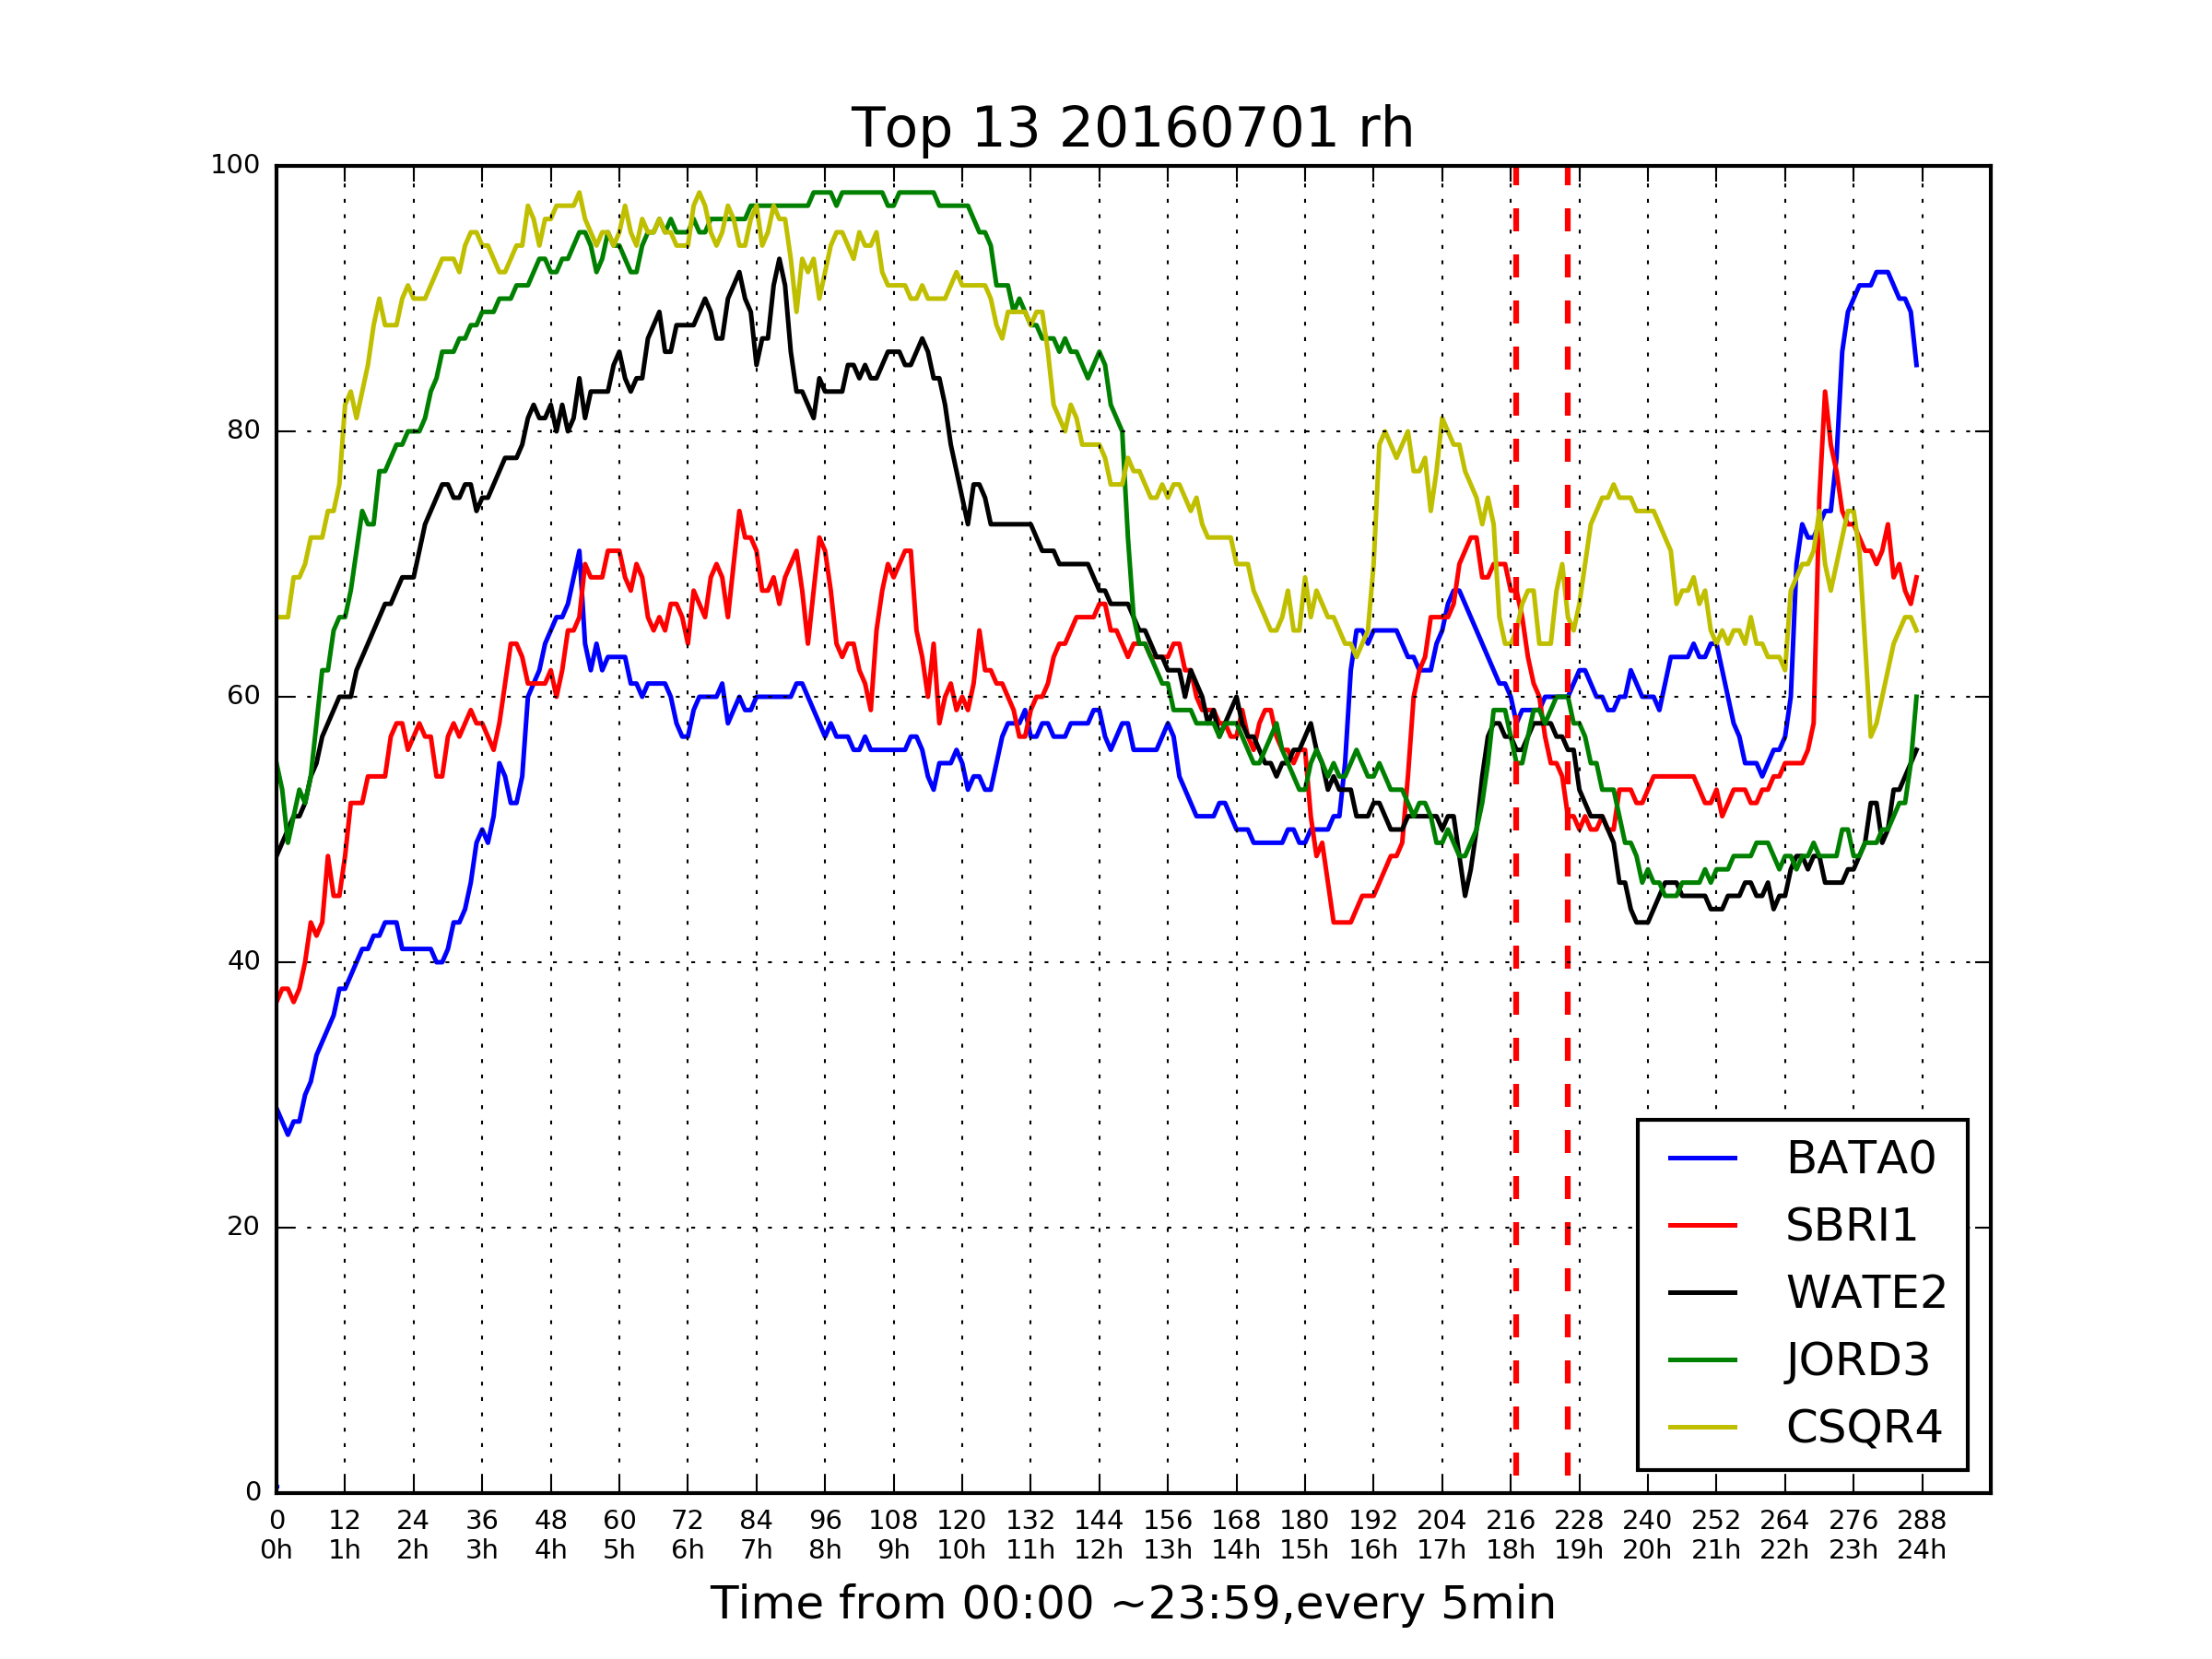 Top 13 20160701 rh
100
80
60
40
20
0
0 12 24 36 48 60 72 84 96 108 120 132 144 156 168 180 192 204 216 228 240 252 264 276 288
0h 1h 2h 3h 4h 5h 6h 7h 8h 9h 10h 11h 12h 13h 14h 15h 16h 17h 18h 19h 20h 21h 22h 23h 24h
Time from 00:00 ~23:59,every 5min
BATA0
SBRI1
WATE2
JORD3
CSQR4